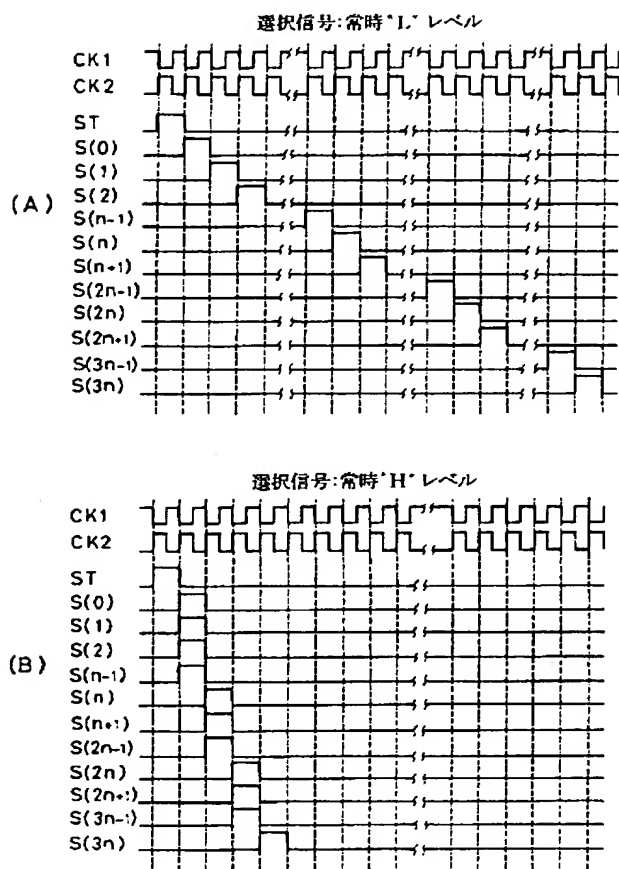 選択信号:常時"L"レベル
CK1
CK2
ST
S(0)
S(1)
S(2)
(A)
S(n-1)
S(n)
S(n+1)
S(2n-1)
S(2n)
S(2n+1)
S(3n-1)
S(3n)
選択信号:常時"H"レベル
CK1
CK2
ST
S(0)
S(1)
S(2)
(B)
S(n-1)
S(n)
S(n+1)
S(2n-1)
S(2n)
S(2n+1)
S(3n-1)
S(3n)